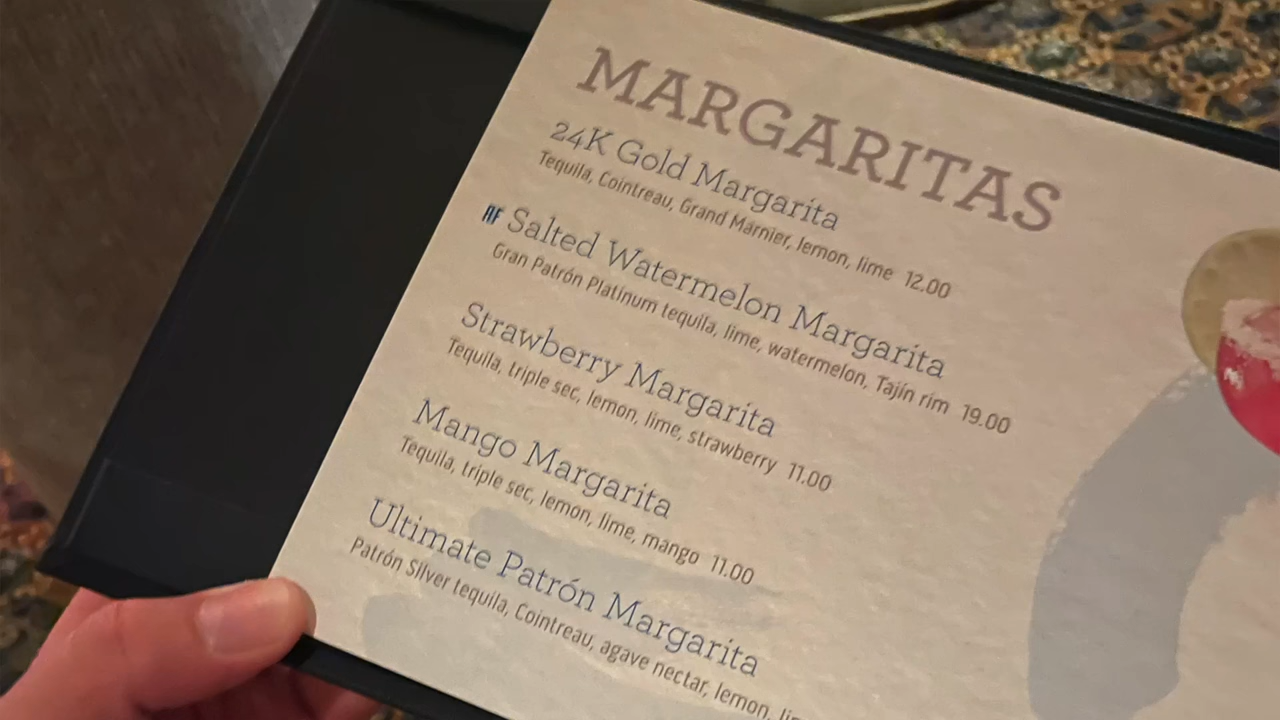 MARGARITAS
24K Gold Margarita
Tequila, Cointreau, Grand Marnier, lemon, lime 12.00
RF Salted Watermelon Margarita
Gran Patrón Platinum tequila, lime, watermelon, Tajín rim 19.00
Strawberry Margarita
Tequila, triple sec, lemon, lime, strawberry 11.00
Mango Margarita
Tequila, triple sec, lemon, lime, mango 11.00
Ultimate Patrón Margarita
Patrón Silver tequila, Cointreau, agave nectar, lemon,